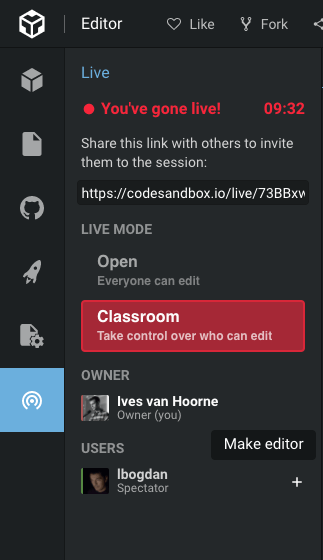 Editor
Like
Fork
Live
You've gone live!
09:32
Share this link with others to invite
them to the session:
https://codesandbox.io/live/73BBxw
LIVE MODE
Open
Everyone can edit
Classroom
Take control over who can edit
OWNER
Ives van Hoorne
Owner (you)
USERS
Make editor
lbogdan
Spectator
+